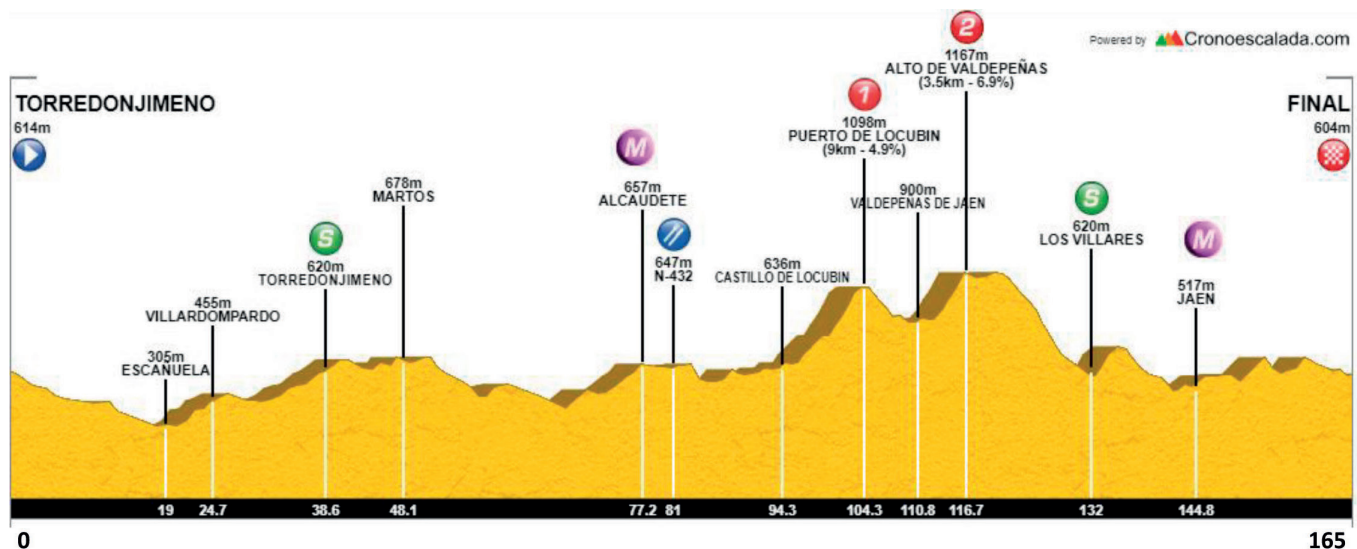 Powered by Cronoescalada.com
TORREDONJIMENO
614m
305m
ESCAÑUELA
455m
VILLARDOMPARDO
S
620m
TORREDONJIMENO
678m
MARTOS
M
657m
ALCAUDETE
647m
N-432
636m
CASTILLO DE LOCUBIN
1
1098m
PUERTO DE LOCUBIN
(9km - 4.9%)
900m
VALDEPEÑAS DE JAEN
2
1167m
ALTO DE VALDEPEÑAS
(3.5km - 6.9%)
S
620m
LOS VILLARES
M
517m
JAEN
FINAL
604m
19 24.7 38.6 48.1 77.2 81 94.3 104.3 110.8 116.7 132 144.8
0 165